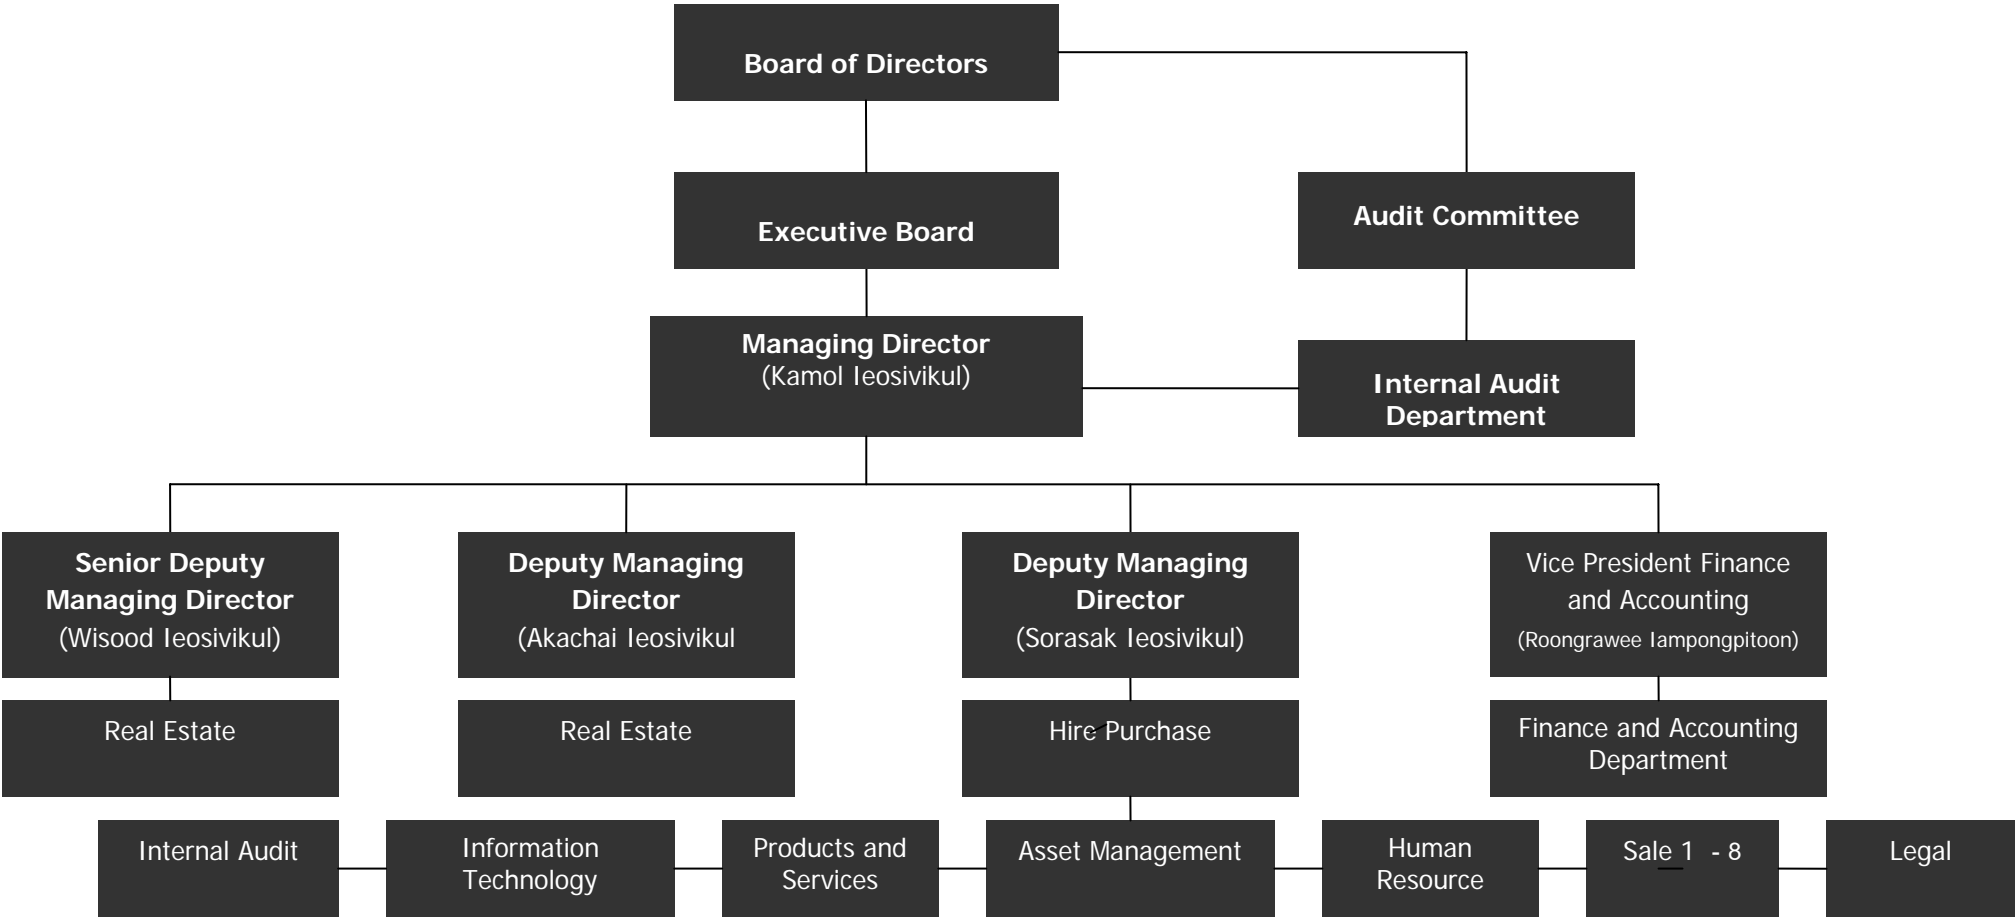 Board of Directors
Executive Board
Audit Committee
Managing Director
(Kamol Ieosivikul)
Internal Audit
Department
Senior Deputy
Managing Director
(Wisood Ieosivikul)
Deputy Managing
Director
(Akachai Ieosivikul
Deputy Managing
Director
(Sorasak Ieosivikul)
Vice President Finance
and Accounting
(Roongrawee Iampongpitoon)
Real Estate
Real Estate
Hire Purchase
Finance and Accounting
Department
Internal Audit
Information
Technology
Products and
Services
Asset Management
Human
Resource
Sale 1 - 8
Legal